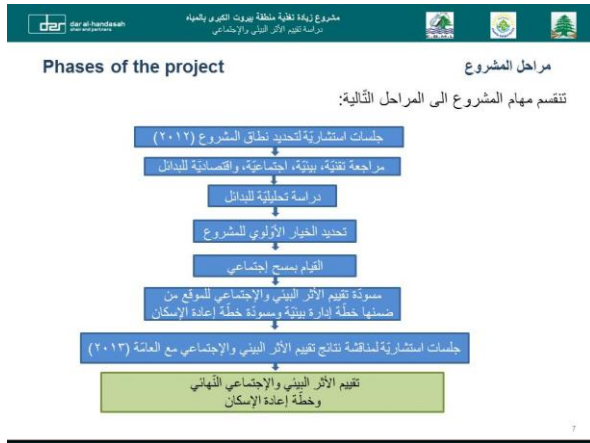 dar al-handasah
shair and partners
مشروع زيادة تغذية منطقة بيروت الكبرى بالمياه
دراسة تقييم الأثر البيئي والإجتماعي
Phases of the project
مراحل المشروع
تنقسم مهام المشروع الى المراحل التّالية:
جلسات استشاريّة لتحديد نطاق المشروع (٢٠١٢)
مراجعة تقنيّة، بيئيّة، اجتماعيّة، واقتصاديّة للبدائل
دراسة تحليليّة للبدائل
تحديد الخيار الأوّلوي للمشروع
القيام بمسح إجتماعي
مسودّة تقييم الأثر البيئي والإجتماعي للموقع من
ضمنها خطّة إدارة بيئيّة ومسودّة خطّة إعادة الإسكان
جلسات استشاريّة لمناقشة نتائج تقييم الأثر البيئي والإجتماعي مع العامّة (٢٠١٣)
تقييم الأثر البيئي والإجتماعي النّهائي
وخطّة إعادة الإسكان
7